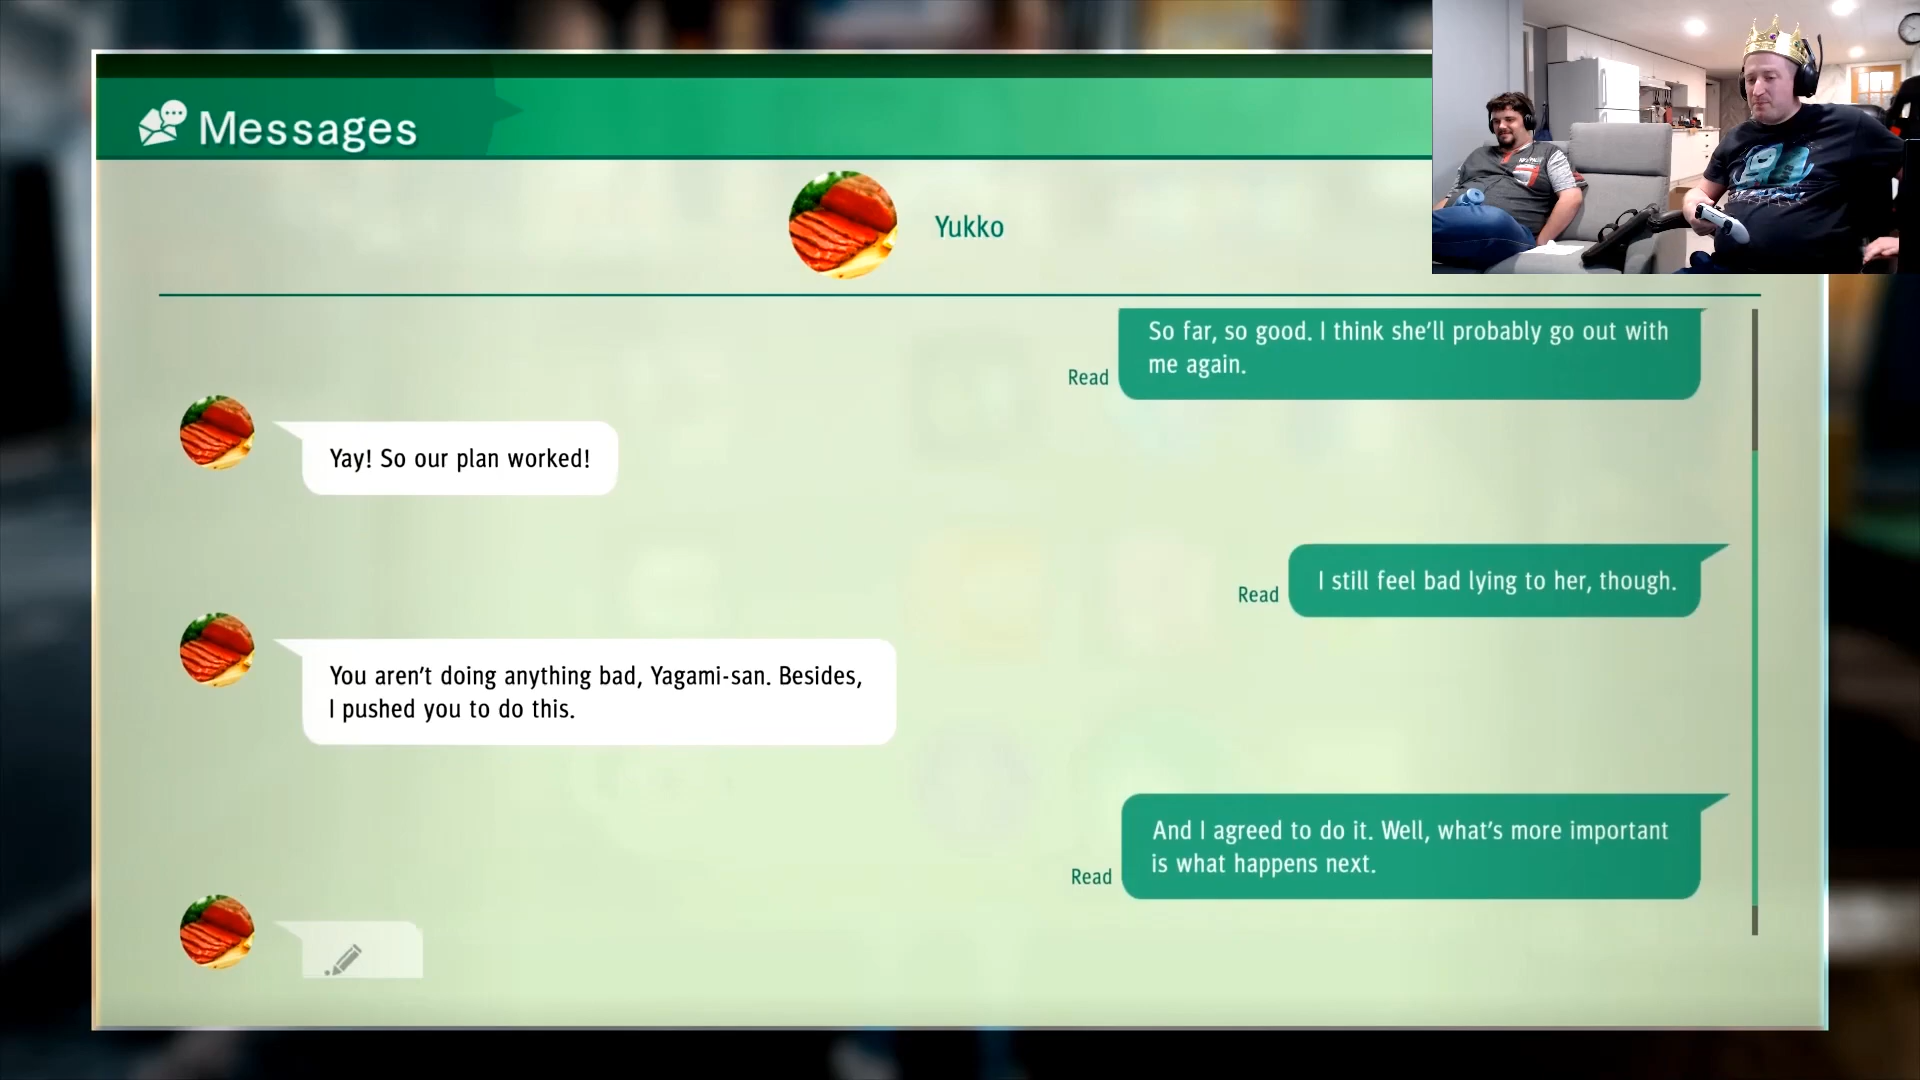 Messages
Yukko
So far, so good. I think she'll probably go out with
me again.
Read
Yay! So our plan worked!
I still feel bad lying to her, though.
Read
You aren't doing anything bad, Yagami-san. Besides,
I pushed you to do this.
And I agreed to do it. Well, what's more important
is what happens next.
Read